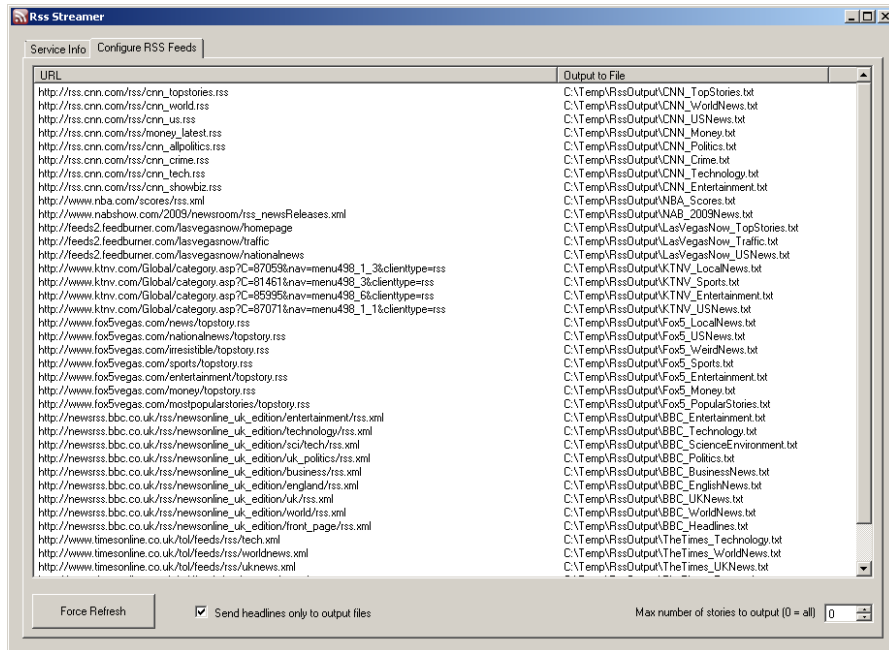 Rss Streamer
Service Info Configure RSS Feeds
URL Output to File
http://rss.cnn.com/rss/cnn_topstories.rss C:\Temp\RssOutput\CNN_TopStories.txt
http://rss.cnn.com/rss/cnn_world.rss C:\Temp\RssOutput\CNN_WorldNews.txt
http://rss.cnn.com/rss/cnn_us.rss C:\Temp\RssOutput\CNN_USNews.txt
http://rss.cnn.com/rss/money_latest.rss C:\Temp\RssOutput\CNN_Money.txt
http://rss.cnn.com/rss/cnn_allpolitics.rss C:\Temp\RssOutput\CNN_Politics.txt
http://rss.cnn.com/rss/cnn_crime.rss C:\Temp\RssOutput\CNN_Crime.txt
http://rss.cnn.com/rss/cnn_tech.rss C:\Temp\RssOutput\CNN_Technology.txt
http://rss.cnn.com/rss/cnn_showbiz.rss C:\Temp\RssOutput\CNN_Entertainment.txt
http://www.nba.com/scores/rss.xml C:\Temp\RssOutput\NBA_Scores.txt
http://www.nabshow.com/2009/newsroom/rss_newsReleases.xml C:\Temp\RssOutput\NAB_2009News.txt
http://feeds2.feedburner.com/lasvegasnow/homepage C:\Temp\RssOutput\LasVegasNow_TopStories.txt
http://feeds2.feedburner.com/lasvegasnow/traffic C:\Temp\RssOutput\LasVegasNow_Traffic.txt
http://feeds2.feedburner.com/lasvegasnow/nationalnews C:\Temp\RssOutput\LasVegasNow_USNews.txt
http://www.ktnv.com/Global/category.asp?C=87059&nav=menu498_1_3&clienttype=rss C:\Temp\RssOutput\KTNV_LocalNews.txt
http://www.ktnv.com/Global/category.asp?C=81461&nav=menu498_3&clienttype=rss C:\Temp\RssOutput\KTNV_Sports.txt
http://www.ktnv.com/Global/category.asp?C=85995&nav=menu498_6&clienttype=rss C:\Temp\RssOutput\KTNV_Entertainment.txt
http://www.ktnv.com/Global/category.asp?C=87071&nav=menu498_1_1&clienttype=rss C:\Temp\RssOutput\KTNV_USNews.txt
http://www.fox5vegas.com/news/topstory.rss C:\Temp\RssOutput\Fox5_LocalNews.txt
http://www.fox5vegas.com/nationalnews/topstory.rss C:\Temp\RssOutput\Fox5_USNews.txt
http://www.fox5vegas.com/irresistible/topstory.rss C:\Temp\RssOutput\Fox5_WeirdNews.txt
http://www.fox5vegas.com/sports/topstory.rss C:\Temp\RssOutput\Fox5_Sports.txt
http://www.fox5vegas.com/entertainment/topstory.rss C:\Temp\RssOutput\Fox5_Entertainment.txt
http://www.fox5vegas.com/money/topstory.rss C:\Temp\RssOutput\Fox5_Money.txt
http://www.fox5vegas.com/mostpopularstories/topstory.rss C:\Temp\RssOutput\Fox5_PopularStories.txt
http://newsrss.bbc.co.uk/rss/newsonline_uk_edition/entertainment/rss.xml C:\Temp\RssOutput\BBC_Entertainment.txt
http://newsrss.bbc.co.uk/rss/newsonline_uk_edition/technology/rss.xml C:\Temp\RssOutput\BBC_Technology.txt
http://newsrss.bbc.co.uk/rss/newsonline_uk_edition/sci/tech/rss.xml C:\Temp\RssOutput\BBC_ScienceEnvironment.txt
http://newsrss.bbc.co.uk/rss/newsonline_uk_edition/uk_politics/rss.xml C:\Temp\RssOutput\BBC_Politics.txt
http://newsrss.bbc.co.uk/rss/newsonline_uk_edition/business/rss.xml C:\Temp\RssOutput\BBC_BusinessNews.txt
http://newsrss.bbc.co.uk/rss/newsonline_uk_edition/england/rss.xml C:\Temp\RssOutput\BBC_EnglishNews.txt
http://newsrss.bbc.co.uk/rss/newsonline_uk_edition/uk/rss.xml C:\Temp\RssOutput\BBC_UKNews.txt
http://newsrss.bbc.co.uk/rss/newsonline_uk_edition/world/rss.xml C:\Temp\RssOutput\BBC_WorldNews.txt
http://newsrss.bbc.co.uk/rss/newsonline_uk_edition/front_page/rss.xml C:\Temp\RssOutput\BBC_Headlines.txt
http://www.timesonline.co.uk/tol/feeds/rss/tech.xml C:\Temp\RssOutput\TheTimes_Technology.txt
http://www.timesonline.co.uk/tol/feeds/rss/worldnews.xml C:\Temp\RssOutput\TheTimes_WorldNews.txt
http://www.timesonline.co.uk/tol/feeds/rss/uknews.xml C:\Temp\RssOutput\TheTimes_UKNews.txt
Force Refresh Send headlines only to output files Max number of stories to output (0 = all) 0